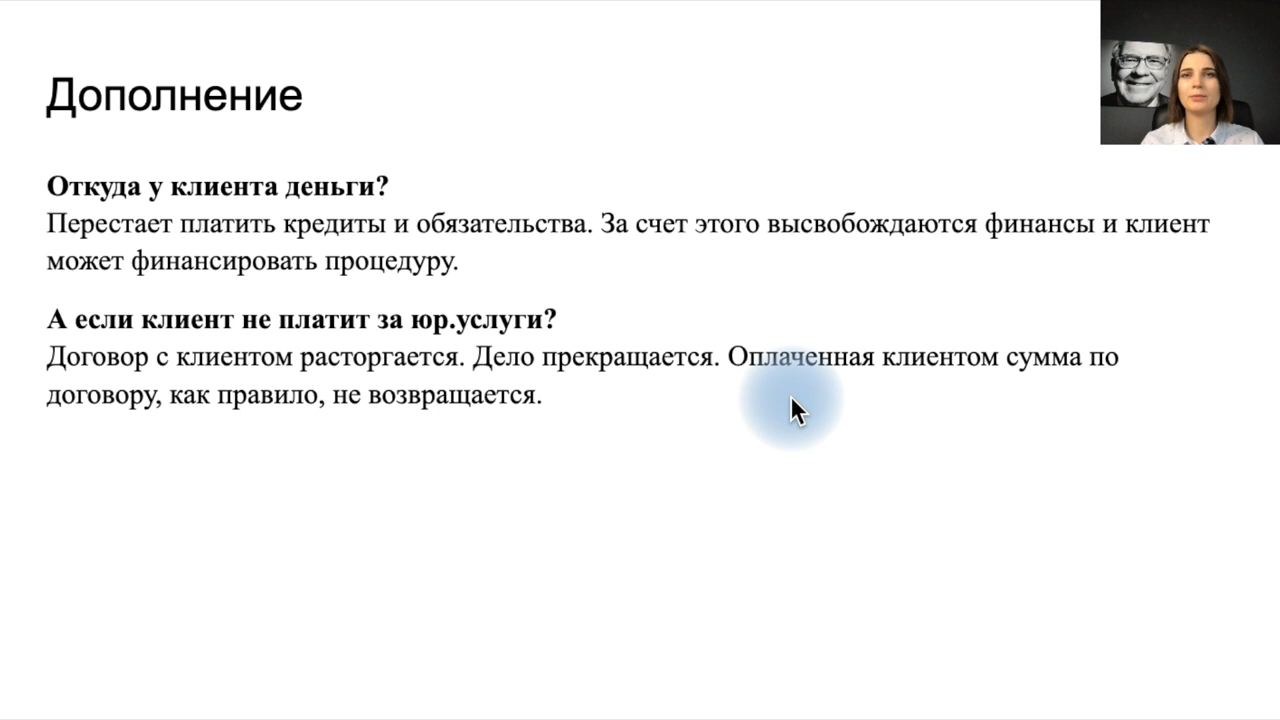 Дополнение
Откуда у клиента деньги?
Перестает платить кредиты и обязательства. За счет этого высвобождаются финансы и клиент
может финансировать процедуру.
А если клиент не платит за юр.услуги?
Договор с клиентом расторгается. Дело прекращается. Оплаченная клиентом сумма по
договору, как правило, не возвращается.